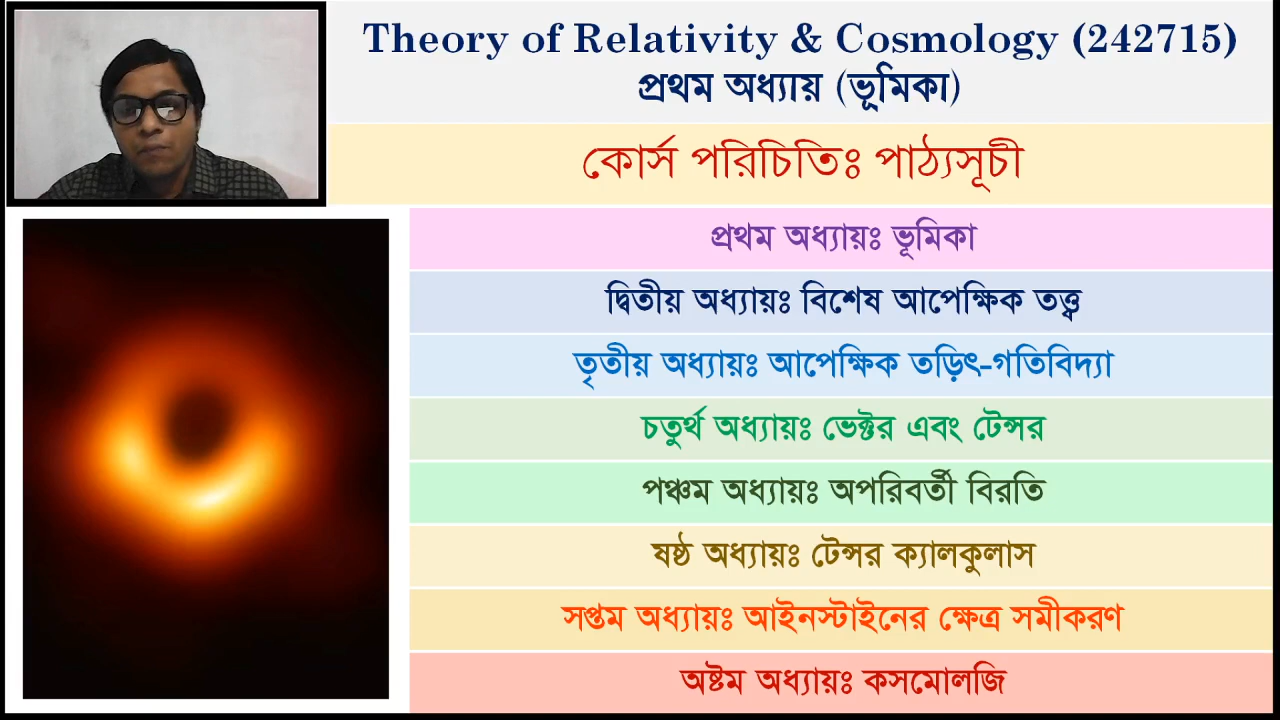 Theory of Relativity & Cosmology (242715)
প্রথম অধ্যায় (ভূমিকা)
কোর্স পরিচিতিঃ পাঠ্যসূচী
প্রথম অধ্যায়ঃ ভূমিকা
দ্বিতীয় অধ্যায়ঃ বিশেষ আপেক্ষিক তত্ত্ব
তৃতীয় অধ্যায়ঃ আপেক্ষিক তড়িৎ-গতিবিদ্যা
চতুর্থ অধ্যায়ঃ ভেক্টর এবং টেন্সর
পঞ্চম অধ্যায়ঃ অপরিবর্তী বিরতি
ষষ্ঠ অধ্যায়ঃ টেন্সর ক্যালকুলাস
সপ্তম অধ্যায়ঃ আইনস্টাইনের ক্ষেত্র সমীকরণ
অষ্টম অধ্যায়ঃ কসমোলজি